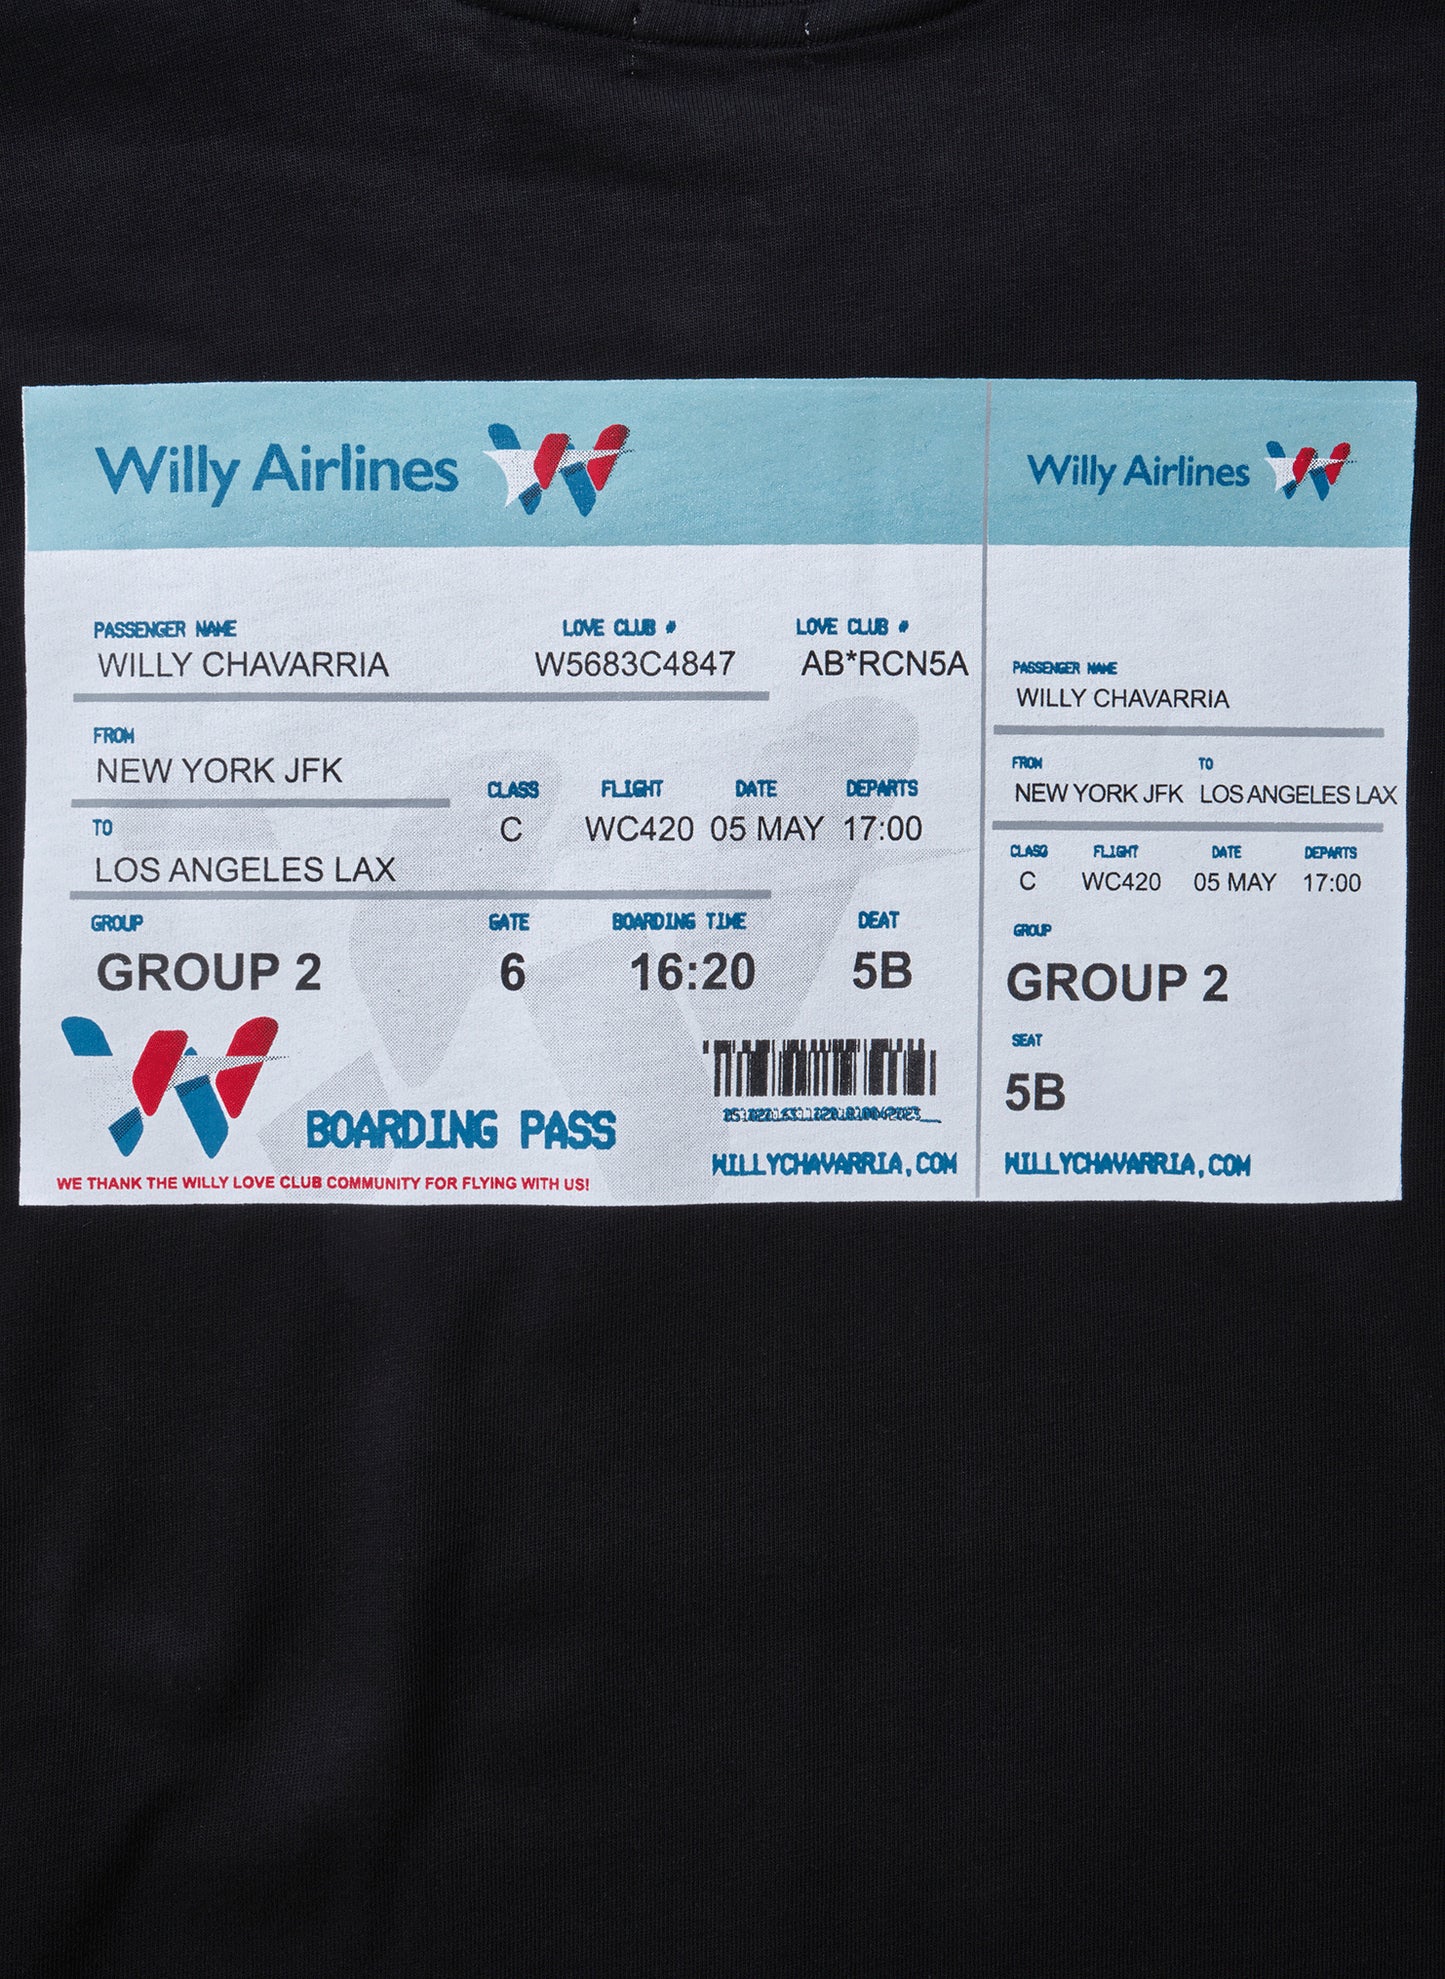 Willy Airlines
PASSENGER NAME LOVE CLUB # LOVE CLUB #
WILLY CHAVARRIA W5683C4847 AB*RCN5A
FROM
NEW YORK JFK
CLASS FLIGHT DATE DEPARTS
C WC420 05 MAY 17:00
TO
LOS ANGELES LAX
GROUP GATE BOARDING TIME DEAT
GROUP 2 6 16:20 5B
BOARDING PASS
WILLYCHAVARRIA.COM
WE THANK THE WILLY LOVE CLUB COMMUNITY FOR FLYING WITH US!
Willy Airlines
PASSENGER NAME
WILLY CHAVARRIA
FROM TO
NEW YORK JFK LOS ANGELES LAX
CLASS FLIGHT DATE DEPARTS
C WC420 05 MAY 17:00
GROUP
GROUP 2
SEAT
5B
WILLYCHAVARRIA.COM